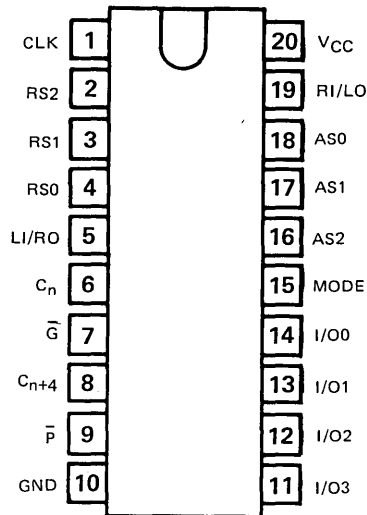 CLK 1 20 VCC
RS2 2 19 RI/LO
RS1 3 18 AS0
RS0 4 17 AS1
LI/RO 5 16 AS2
Cn 6 15 MODE
G̅ 7 14 I/O0
Cn+4 8 13 I/O1
P̅ 9 12 I/O2
GND 10 11 I/O3